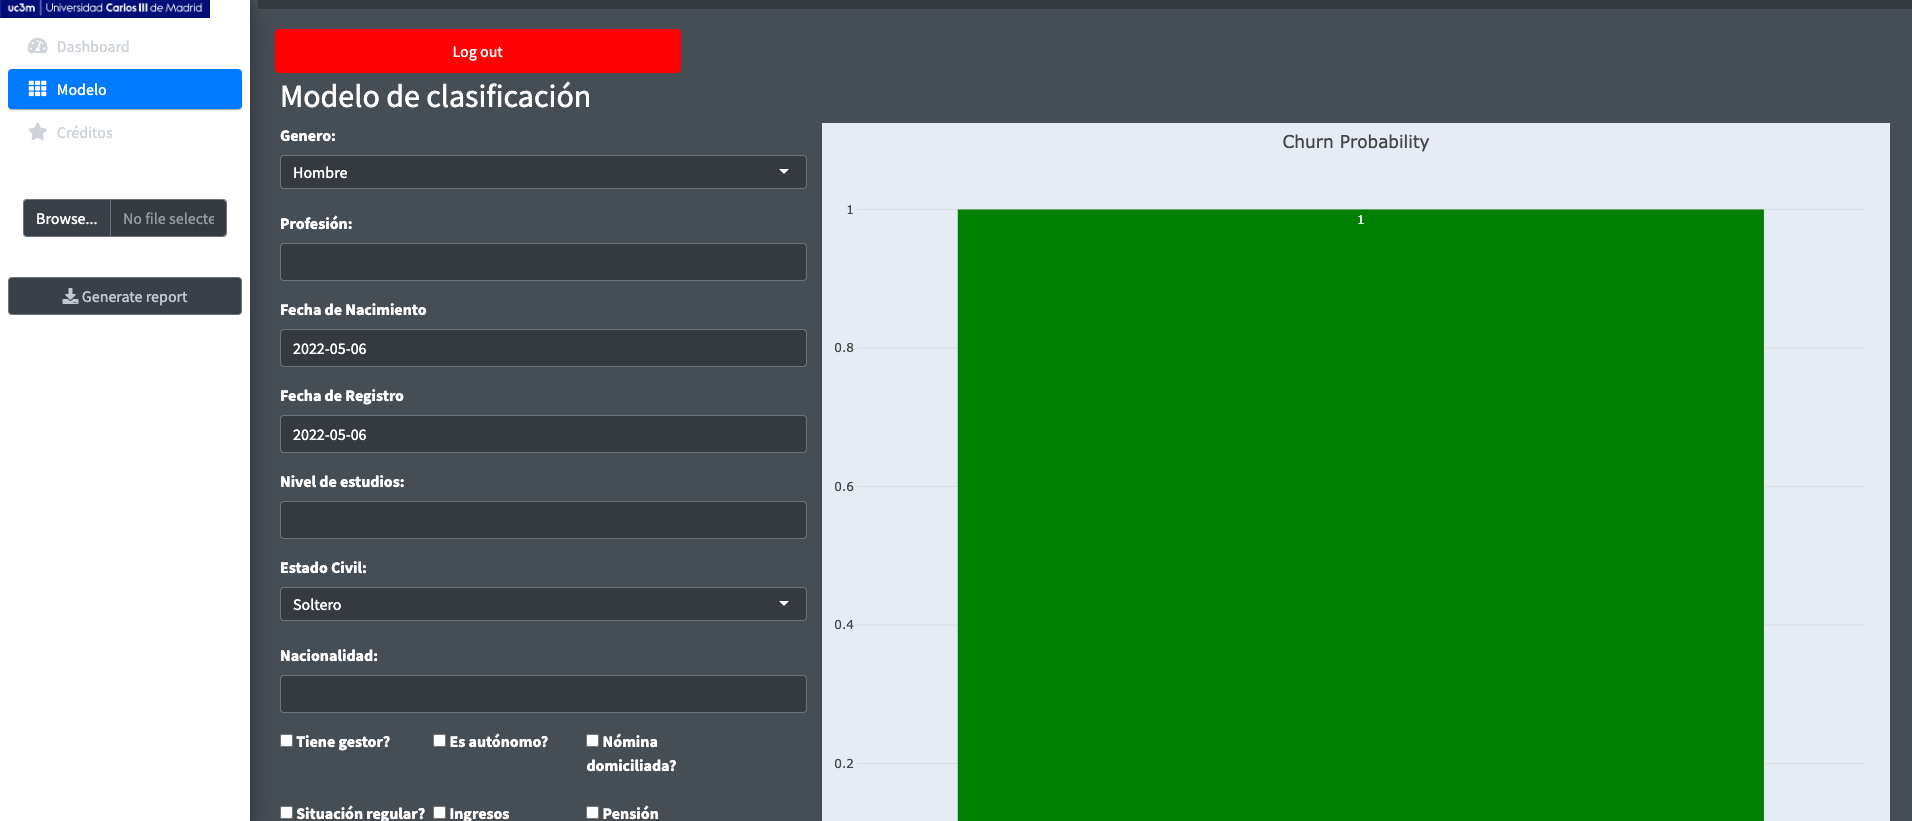 uc3m | Universidad Carlos III de Madrid
Dashboard
Modelo
Créditos
Browse...
No file selecte
Generate report
Log out
Modelo de clasificación
Genero:
Hombre
Profesión:
Fecha de Nacimiento
2022-05-06
Fecha de Registro
2022-05-06
Nivel de estudios:
Estado Civil:
Soltero
Nacionalidad:
Tiene gestor?
Es autónomo?
Nómina
domiciliada?
Situación regular?
Ingresos
Pensión
Churn Probability
1
1
0.8
0.6
0.4
0.2